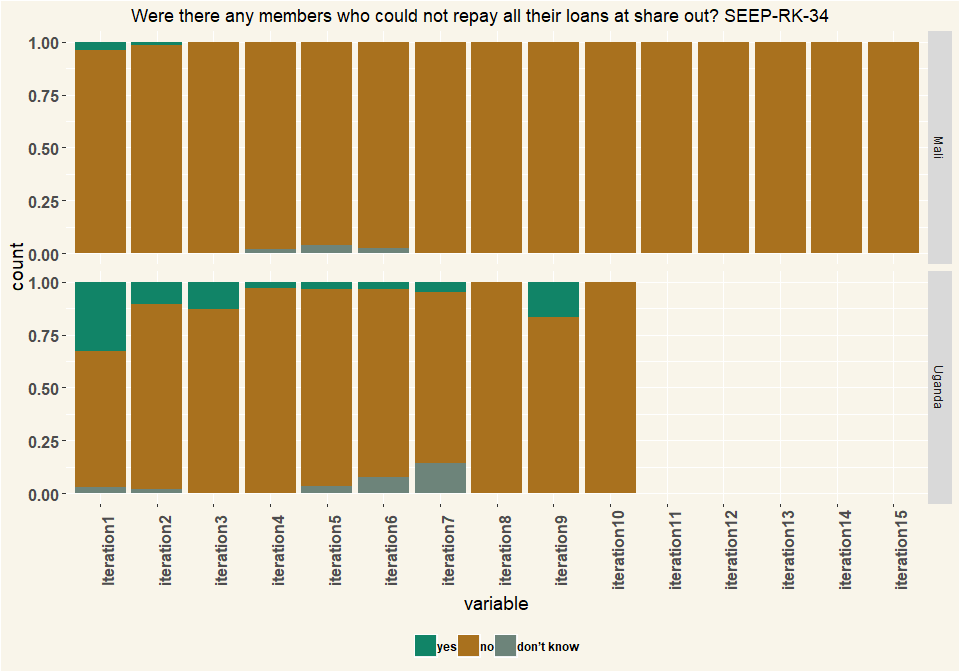 Were there any members who could not repay all their loans at share out? SEEP-RK-34
1.00
0.75
0.50
0.25
0.00
Mali
count
1.00
0.75
0.50
0.25
0.00
Uganda
Iteration1
iteration2
iteration3
iteration4
iteration5
iteration6
iteration7
iteration8
iteration9
iteration10
iteration11
iteration12
iteration13
iteration14
iteration15
variable
yes no don't know